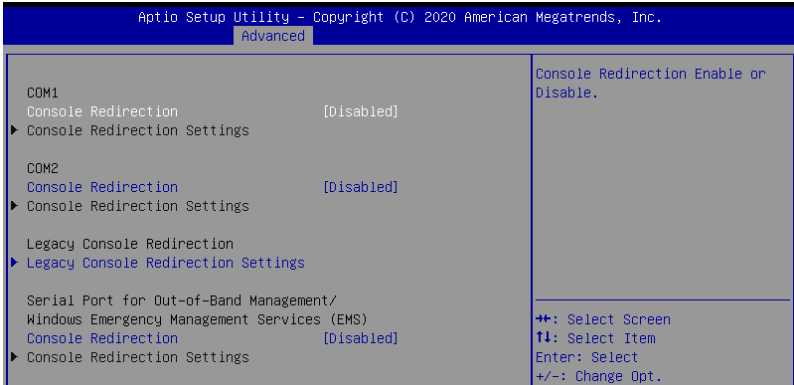 Aptio Setup Utility – Copyright (C) 2020 American Megatrends, Inc.
Advanced
COM1
Console Redirection [Disabled]
▶ Console Redirection Settings
COM2
Console Redirection [Disabled]
▶ Console Redirection Settings
Legacy Console Redirection
▶ Legacy Console Redirection Settings
Serial Port for Out-of-Band Management/
Windows Emergency Management Services (EMS)
Console Redirection [Disabled]
▶ Console Redirection Settings
Console Redirection Enable or
Disable.
→←: Select Screen
↑↓: Select Item
Enter: Select
+/-: Change Opt.